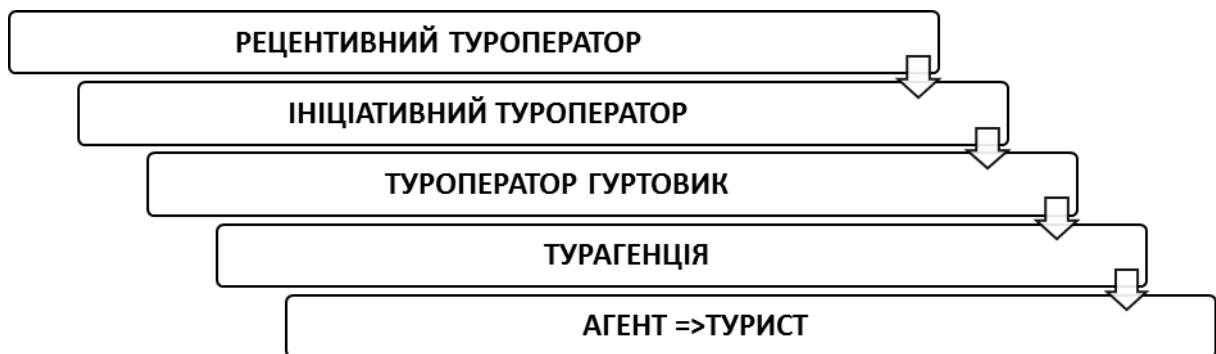 РЕЦЕНТИВНИЙ ТУРОПЕРАТОР
ІНІЦІАТИВНИЙ ТУРОПЕРАТОР
ТУРОПЕРАТОР ГУРТОВИК
ТУРАГЕНЦІЯ
АГЕНТ =>ТУРИСТ